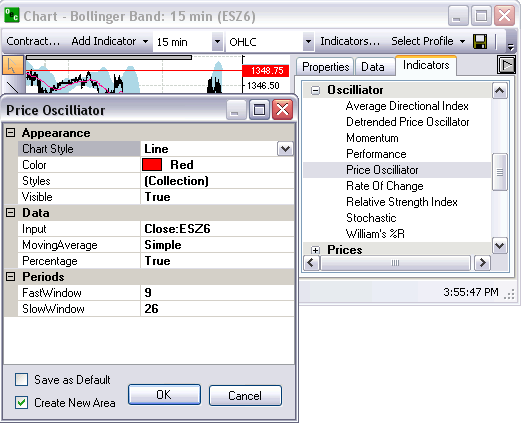 Chart - Bollinger Band: 15 min (ESZ6)
Contract... Add Indicator 15 min OHLC Indicators... Select Profile
1348.75
1346.50
Properties Data Indicators
Oscilliator
Average Directional Index
Detrended Price Oscillator
Momentum
Performance
Price Oscilliator
Rate Of Change
Relative Strength Index
Stochastic
William's %R
Prices
3:55:47 PM
Price Oscilliator
Appearance
Chart Style Line
Color Red
Styles (Collection)
Visible True
Data
Input Close:ESZ6
MovingAverage Simple
Percentage True
Periods
FastWindow 9
SlowWindow 26
Save as Default
Create New Area
OK Cancel